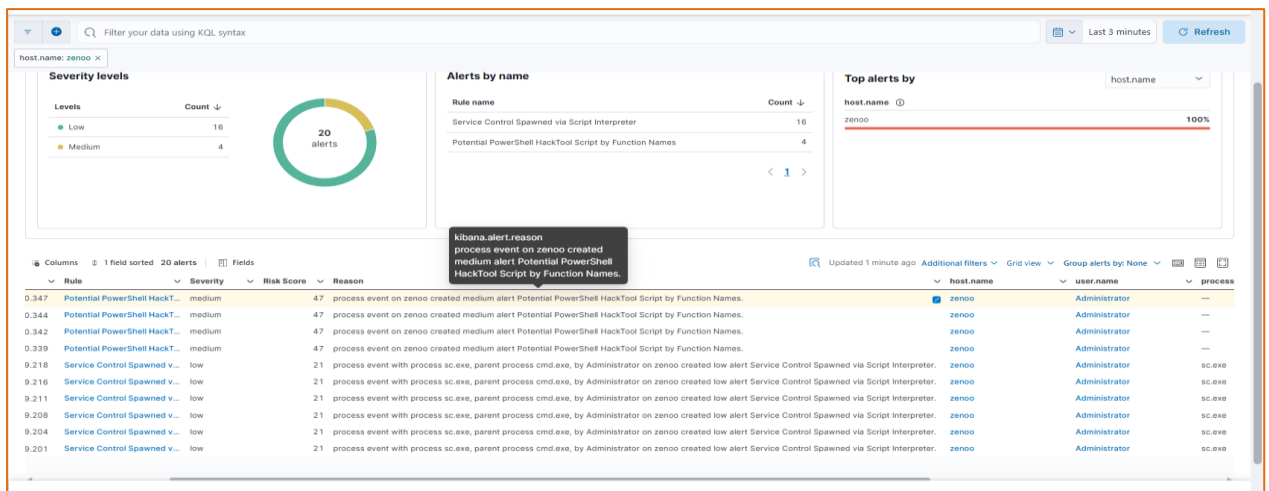 Filter your data using KQL syntax
Last 3 minutes
Refresh
host.name: zenoo ×
Severity levels
Levels Count ↓
Low 16
Medium 4
20
alerts
Alerts by name
Rule name Count ↓
Service Control Spawned via Script Interpreter 16
Potential PowerShell HackTool Script by Function Names 4
< 1 >
Top alerts by host.name
host.name
zenoo 100%
kibana.alert.reason
process event on zenoo created
medium alert Potential PowerShell
HackTool Script by Function Names.
Columns 1 field sorted 20 alerts Fields Updated 1 minute ago Additional filters Grid view Group alerts by: None
Rule Severity Risk Score Reason host.name user.name process
0.347 Potential PowerShell HackT... medium 47 process event on zenoo created medium alert Potential PowerShell HackTool Script by Function Names. zenoo Administrator —
0.344 Potential PowerShell HackT... medium 47 process event on zenoo created medium alert Potential PowerShell HackTool Script by Function Names. zenoo Administrator —
0.342 Potential PowerShell HackT... medium 47 process event on zenoo created medium alert Potential PowerShell HackTool Script by Function Names. zenoo Administrator —
0.339 Potential PowerShell HackT... medium 47 process event on zenoo created medium alert Potential PowerShell HackTool Script by Function Names. zenoo Administrator —
9.218 Service Control Spawned v... low 21 process event with process sc.exe, parent process cmd.exe, by Administrator on zenoo created low alert Service Control Spawned via Script Interpreter. zenoo Administrator sc.exe
9.216 Service Control Spawned v... low 21 process event with process sc.exe, parent process cmd.exe, by Administrator on zenoo created low alert Service Control Spawned via Script Interpreter. zenoo Administrator sc.exe
9.211 Service Control Spawned v... low 21 process event with process sc.exe, parent process cmd.exe, by Administrator on zenoo created low alert Service Control Spawned via Script Interpreter. zenoo Administrator sc.exe
9.208 Service Control Spawned v... low 21 process event with process sc.exe, parent process cmd.exe, by Administrator on zenoo created low alert Service Control Spawned via Script Interpreter. zenoo Administrator sc.exe
9.204 Service Control Spawned v... low 21 process event with process sc.exe, parent process cmd.exe, by Administrator on zenoo created low alert Service Control Spawned via Script Interpreter. zenoo Administrator sc.exe
9.201 Service Control Spawned v... low 21 process event with process sc.exe, parent process cmd.exe, by Administrator on zenoo created low alert Service Control Spawned via Script Interpreter. zenoo Administrator sc.exe